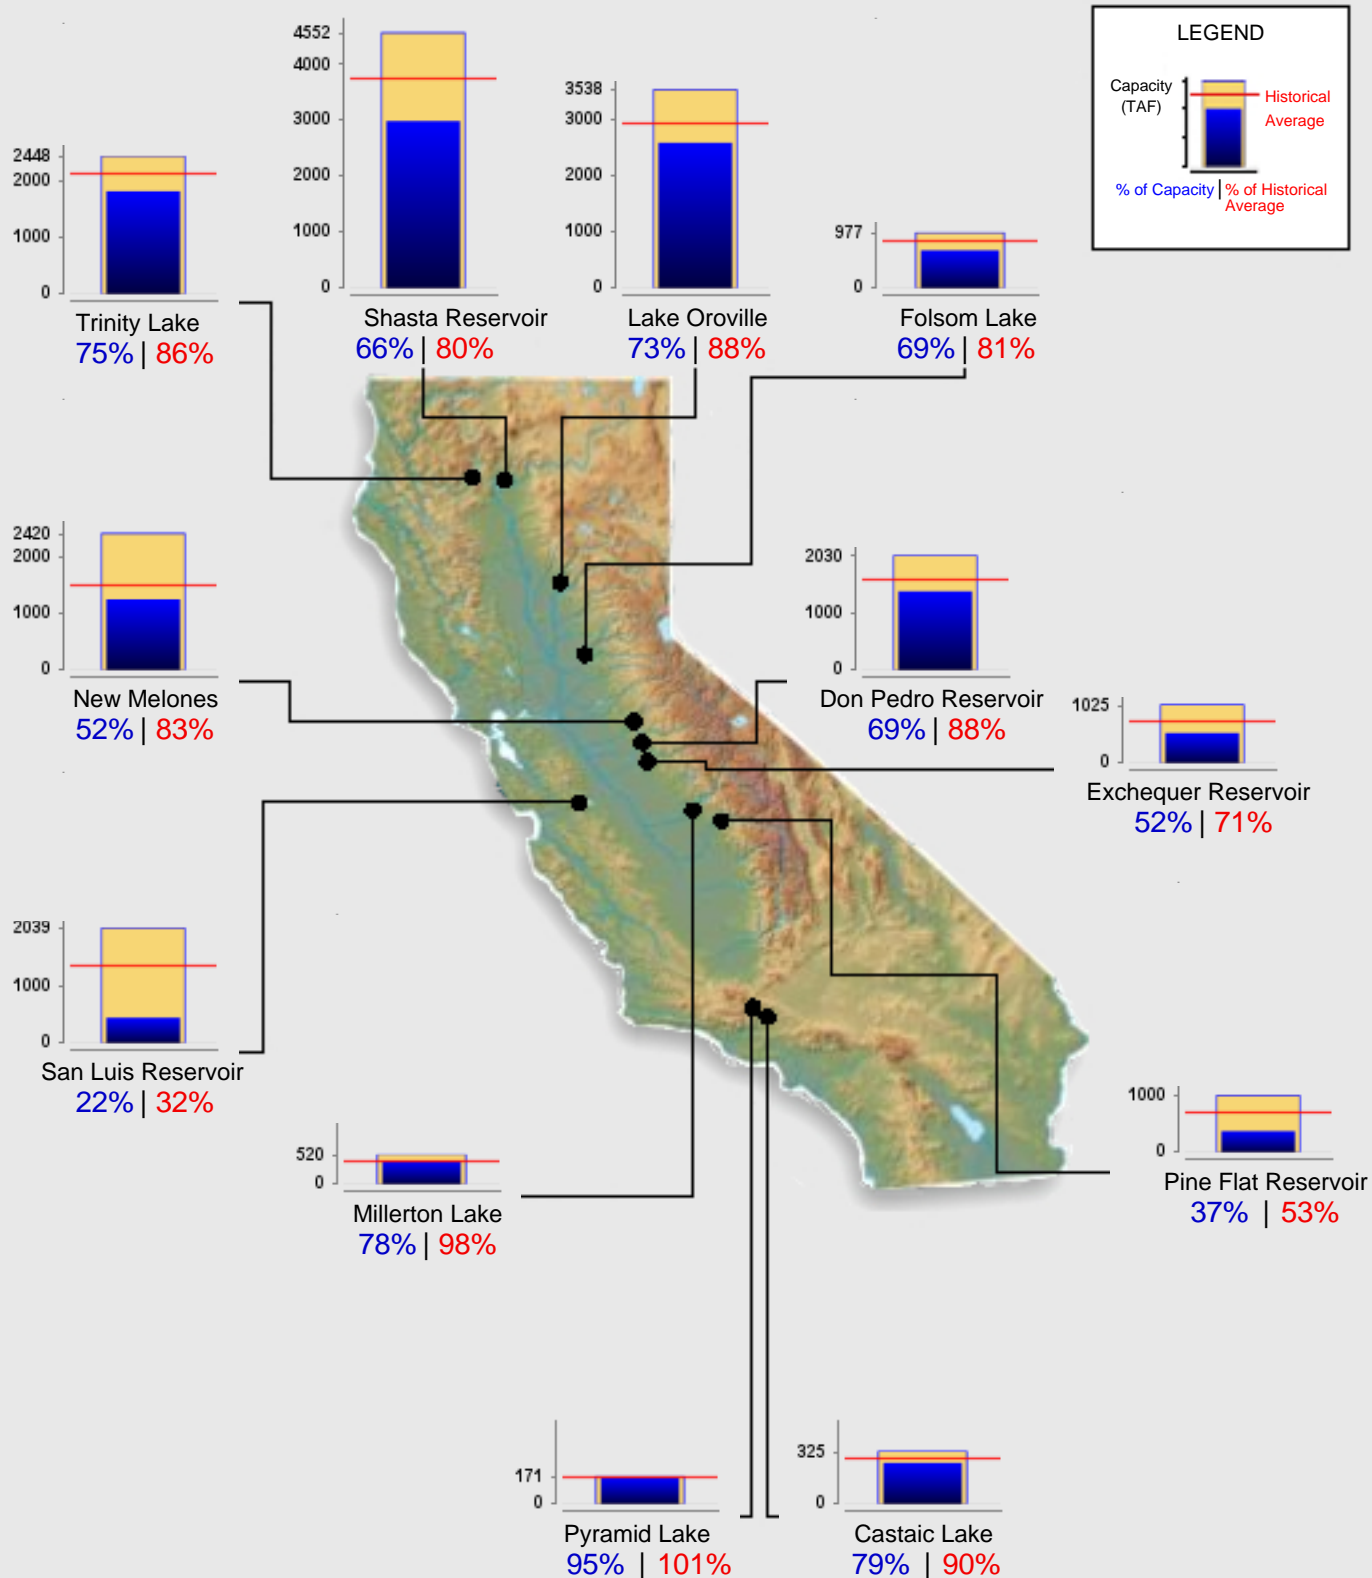 LEGEND
Capacity
(TAF)
Historical
Average
% of Capacity | % of Historical
Average
2448
2000
1000
0
Trinity Lake
75% | 86%
4552
4000
3000
2000
1000
0
Shasta Reservoir
66% | 80%
3538
3000
2000
1000
0
Lake Oroville
73% | 88%
977
0
Folsom Lake
69% | 81%
2420
2000
1000
0
New Melones
52% | 83%
2030
1000
0
Don Pedro Reservoir
69% | 88%
1025
0
Exchequer Reservoir
52% | 71%
2039
1000
0
San Luis Reservoir
22% | 32%
520
0
Millerton Lake
78% | 98%
1000
0
Pine Flat Reservoir
37% | 53%
171
0
Pyramid Lake
95% | 101%
325
0
Castaic Lake
79% | 90%